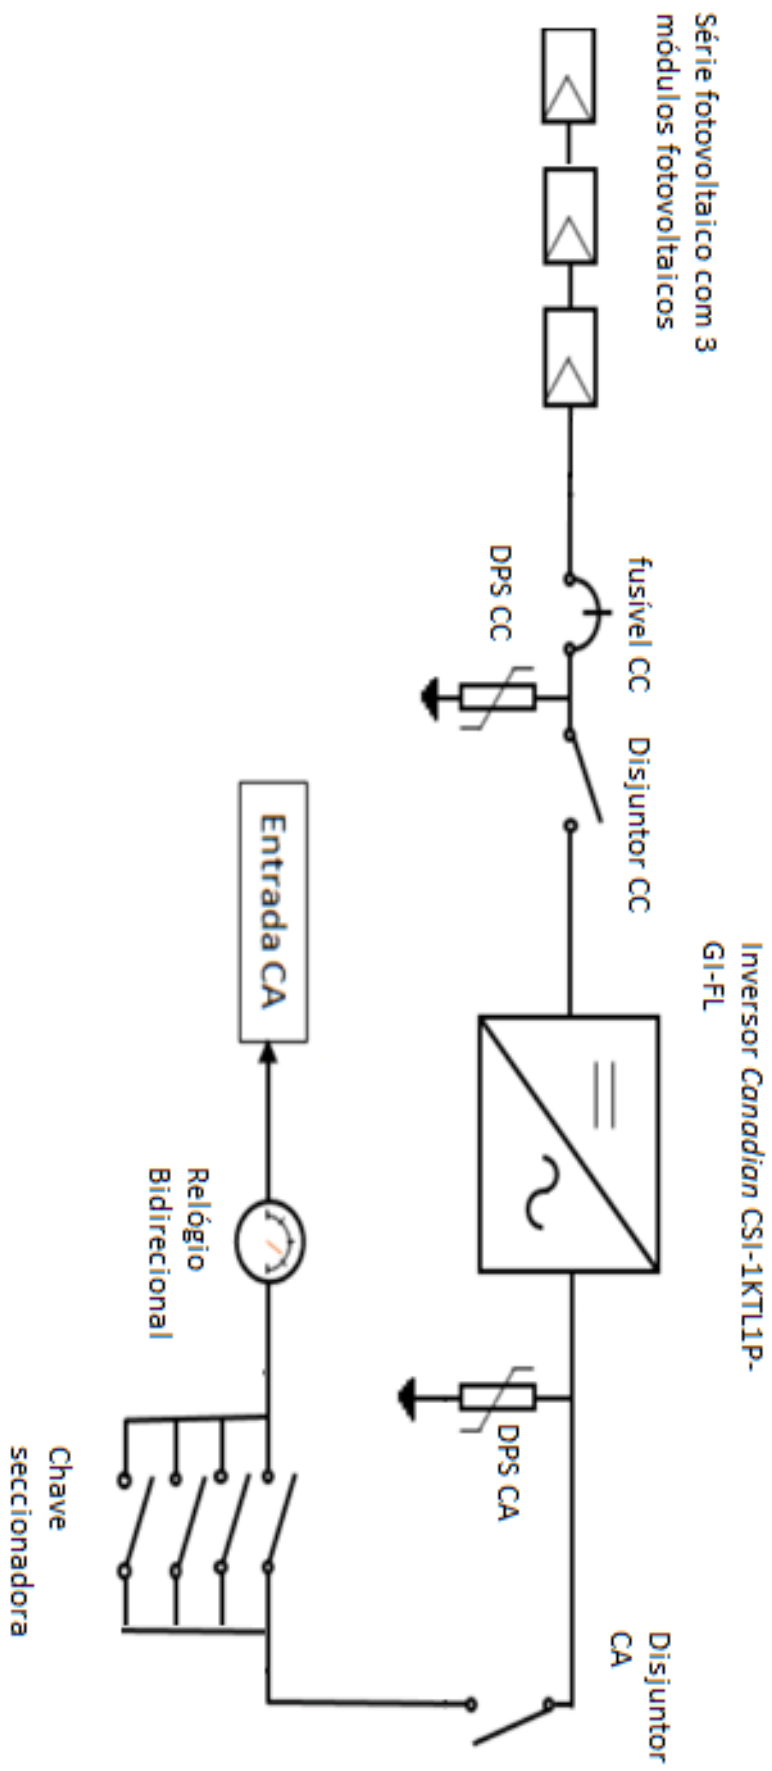 Série fotovoltaico com 3
módulos fotovoltaicos
fusível CC
DPS CC
Disjuntor CC
Inversor Canadian CSI-1KTL1P-
GI-FL
DPS CA
Disjuntor
CA
Entrada CA
Relógio
Bidirecional
Chave
seccionadora